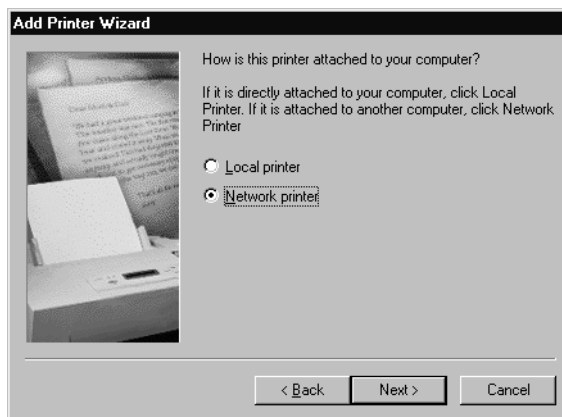 Add Printer Wizard
How is this printer attached to your computer?
If it is directly attached to your computer, click Local
Printer. If it is attached to another computer, click Network
Printer
Local printer
Network printer
< Back
Next >
Cancel